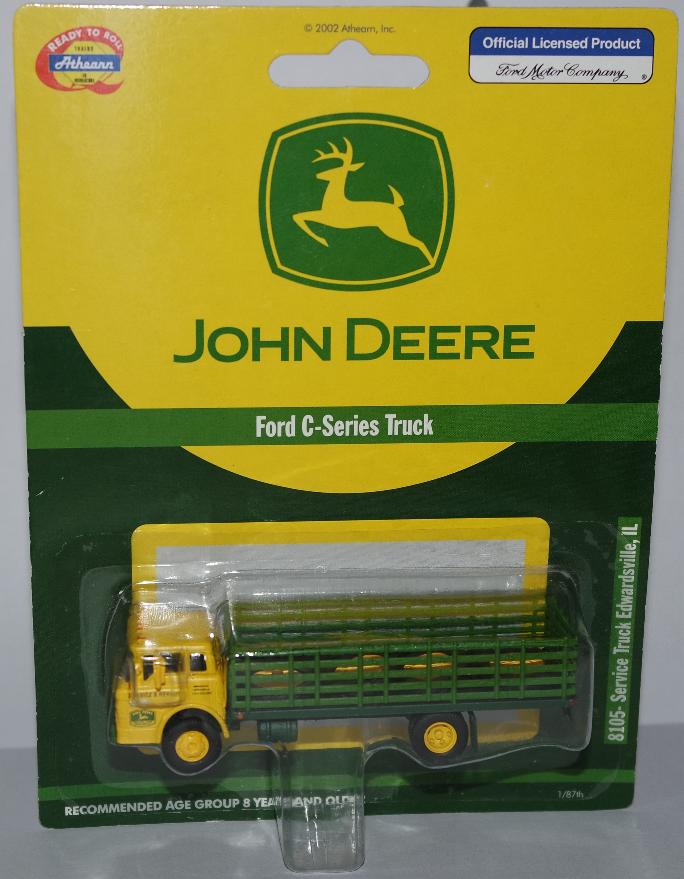 © 2002 Athearn, Inc.
READY TO ROLL
TRAINS
Athearn
Official Licensed Product
Ford Motor Company ®
JOHN DEERE
Ford C-Series Truck
8105- Service Truck Edwardsville, IL
1/87th
RECOMMENDED AGE GROUP 8 YEARS AND OLDER